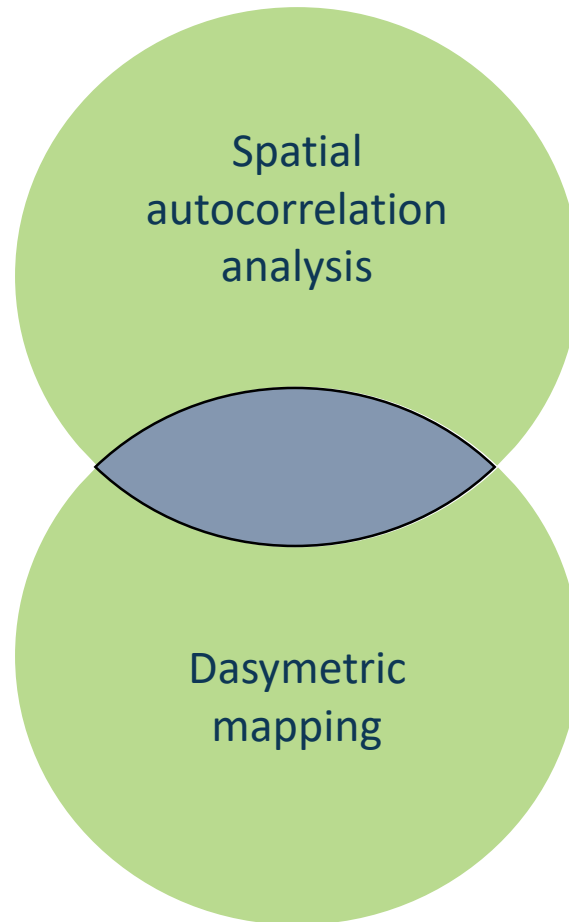 Spatial
autocorrelation
analysis
Dasymetric
mapping